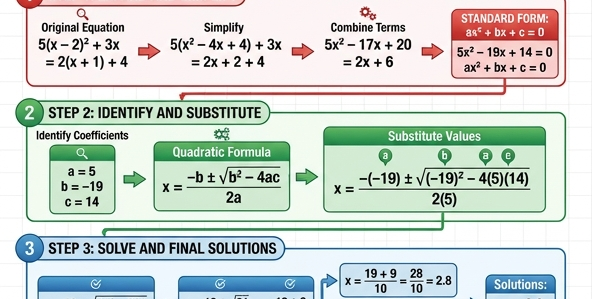 Original Equation
5(x − 2)² + 3x
= 2(x + 1) + 4
Simplify
5(x² − 4x + 4) + 3x
= 2x + 2 + 4
Combine Terms
5x² − 17x + 20
= 2x + 6
STANDARD FORM:
as^c + bx + c = 0
5x² − 19x + 14 = 0
ax² + bx + c = 0
2 STEP 2: IDENTIFY AND SUBSTITUTE
Identify Coefficients
a = 5
b = −19
c = 14
Quadratic Formula
x = (−b ± √(b² − 4ac)) / 2a
Substitute Values
a b a e
x = (−(−19) ± √((−19)² − 4(5)(14))) / 2(5)
3 STEP 3: SOLVE AND FINAL SOLUTIONS
x = (19 + 9)/10 = 28/10 = 2.8
Solutions: